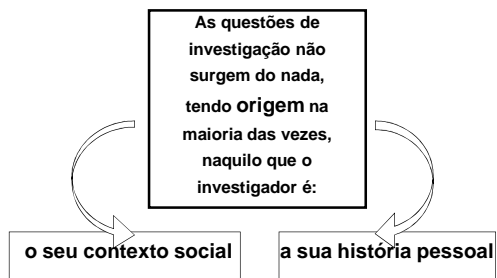 As questões de
investigação não
surgem do nada,
tendo origem na
maioria das vezes,
naquilo que o
investigador é:
o seu contexto social
a sua história pessoal